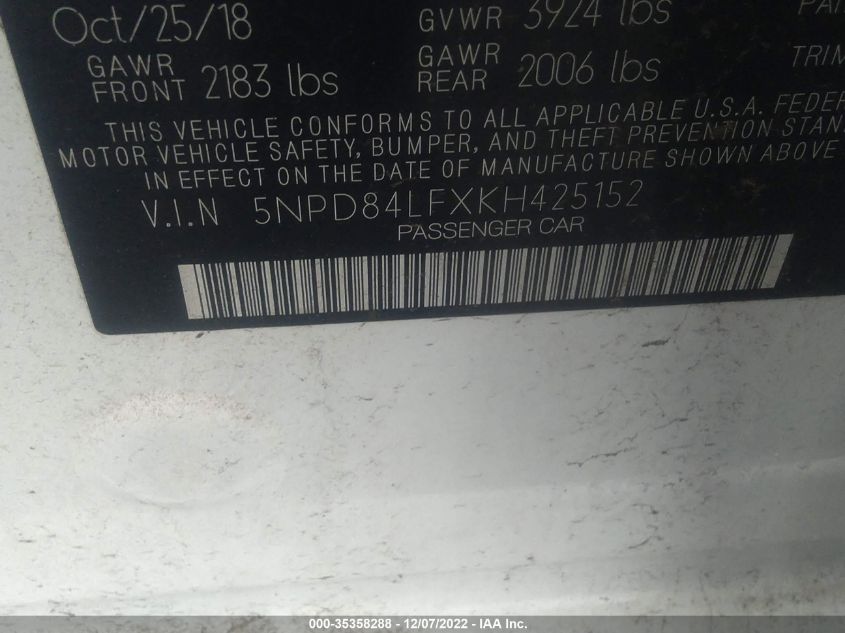 Oct/25/18 GVWR 3924 lbs
GAWR FRONT 2183 lbs GAWR REAR 2006 lbs TRIM
THIS VEHICLE CONFORMS TO ALL APPLICABLE U.S.A. FEDER
MOTOR VEHICLE SAFETY, BUMPER, AND THEFT PREVENTION STAN
IN EFFECT ON THE DATE OF MANUFACTURE SHOWN ABOVE
V.I.N 5NPD84LFXKH425152
PASSENGER CAR
000-35358288 - 12/07/2022 - IAA Inc.